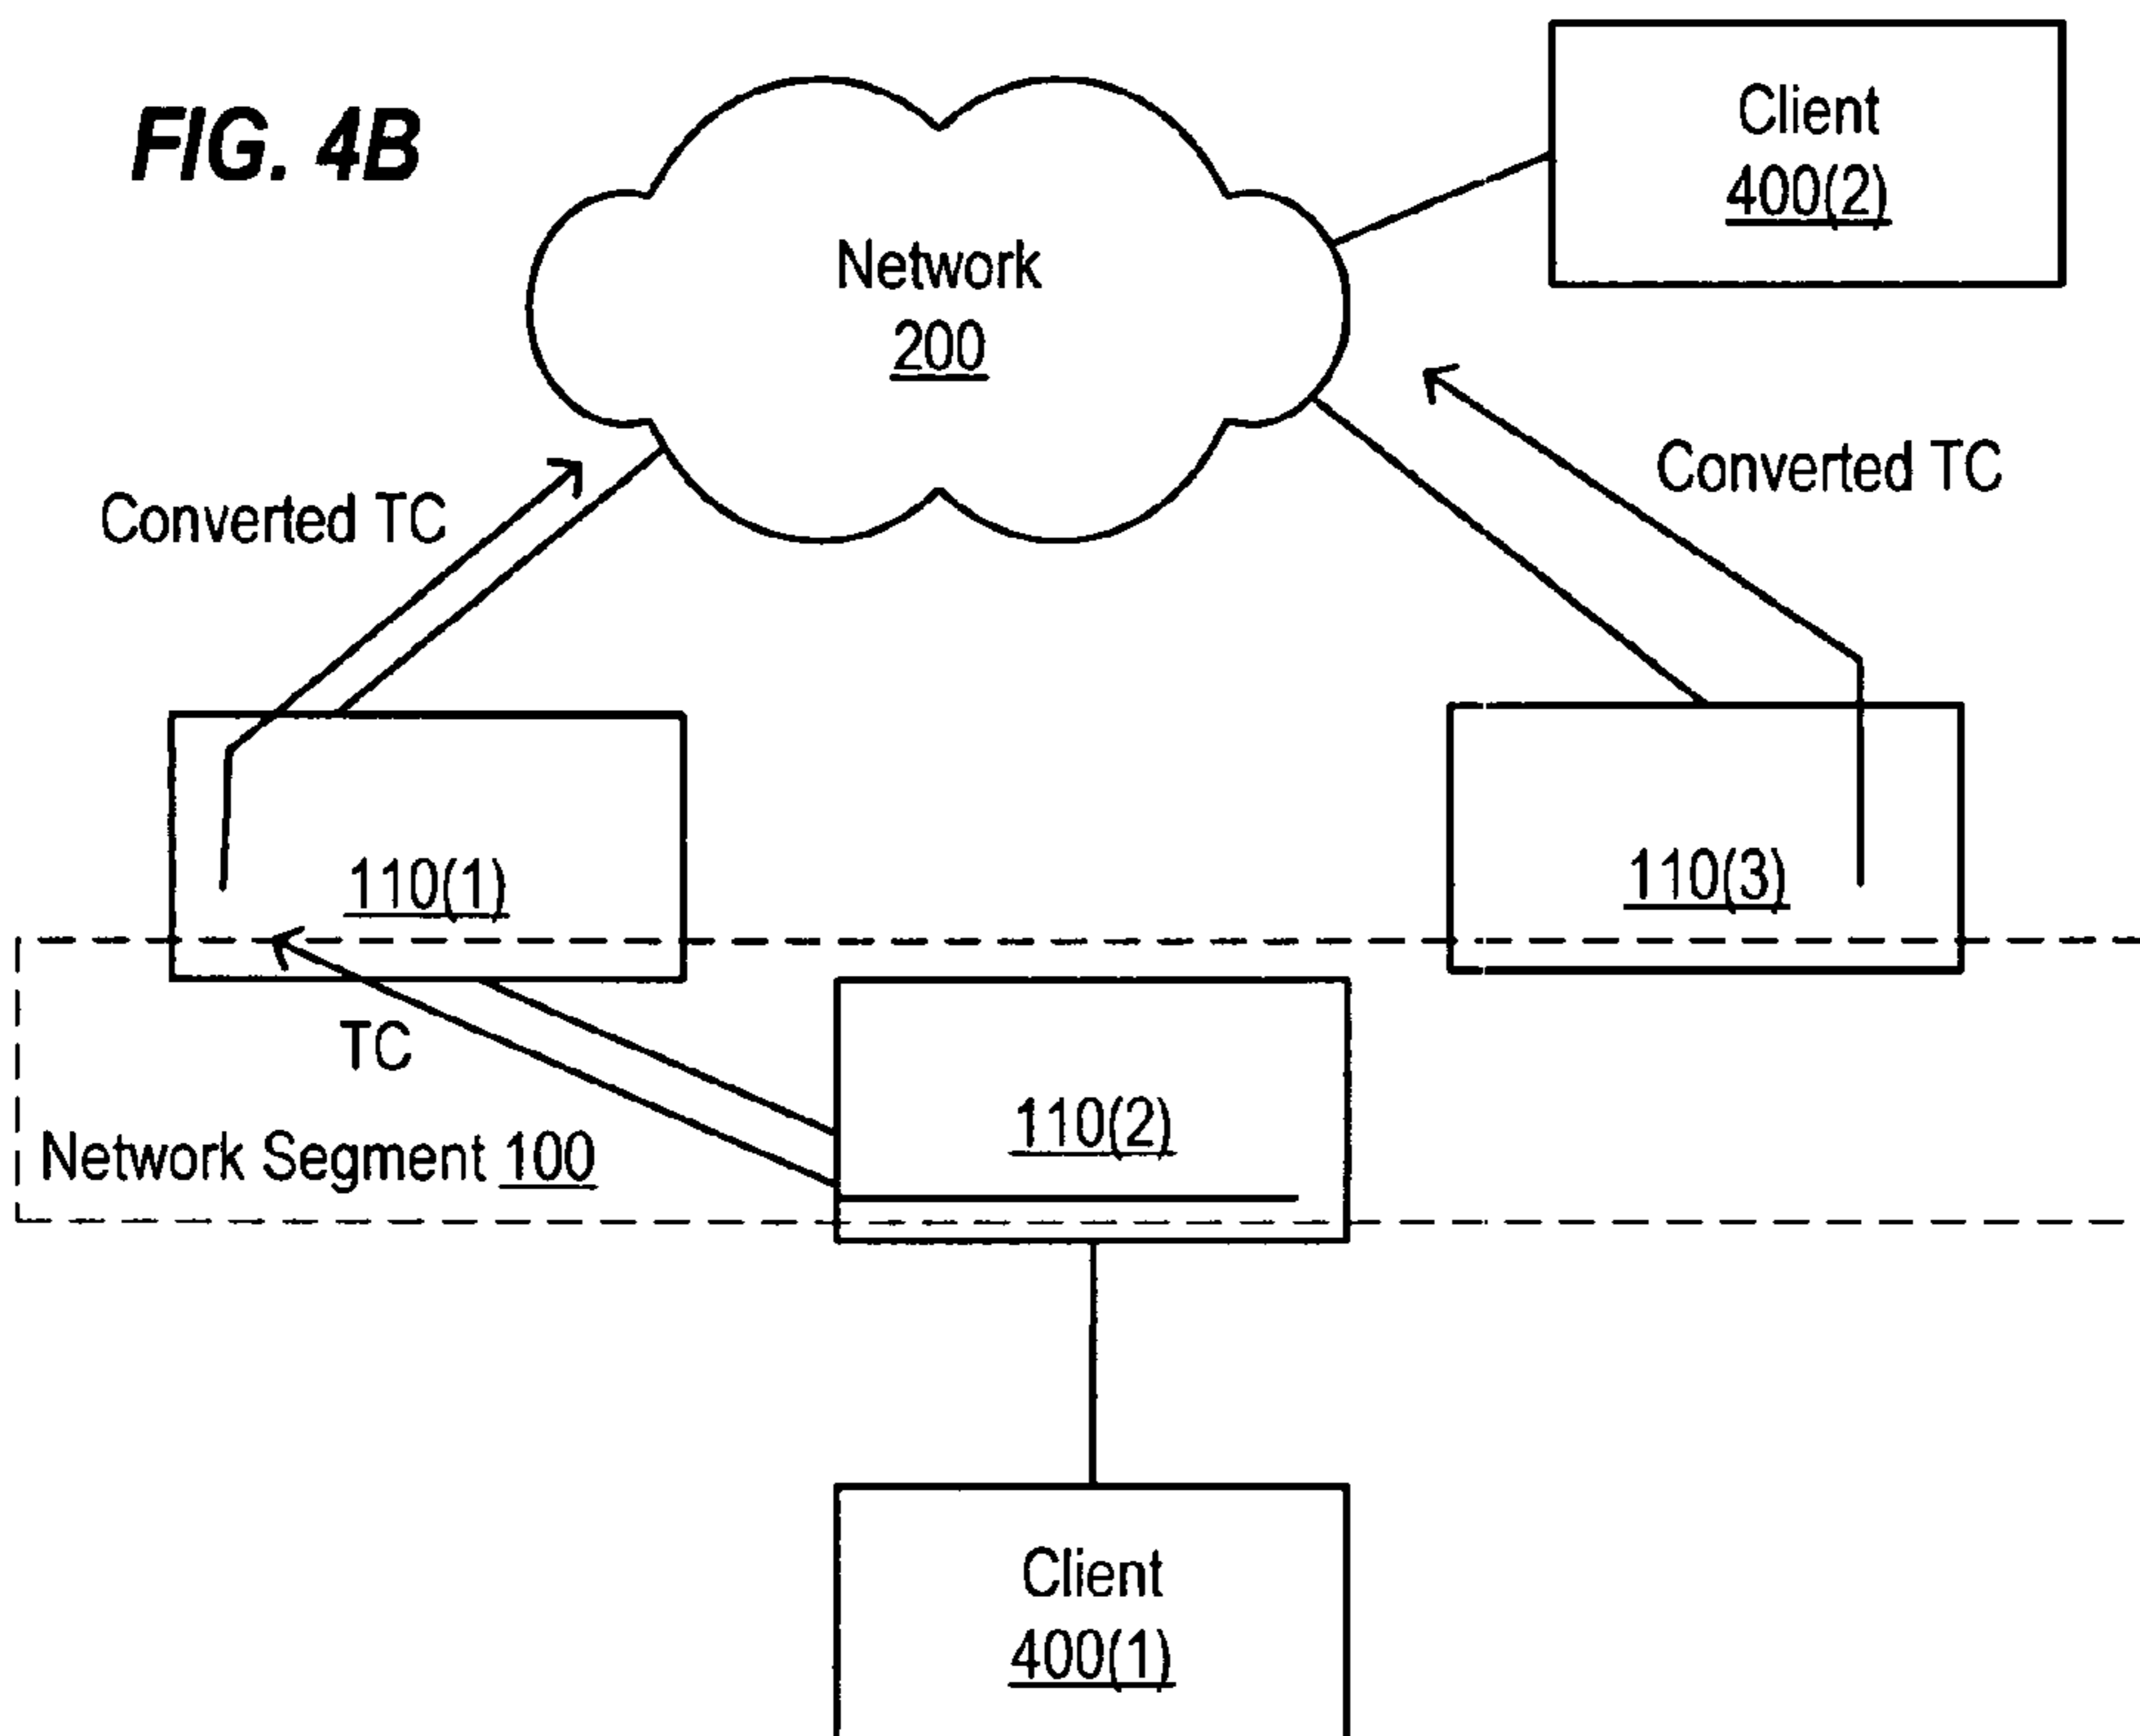 FIG. 4B
Client
400(2)
Network
200
Converted TC
Converted TC
110(1)
110(3)
TC
110(2)
Network Segment 100
Client
400(1)